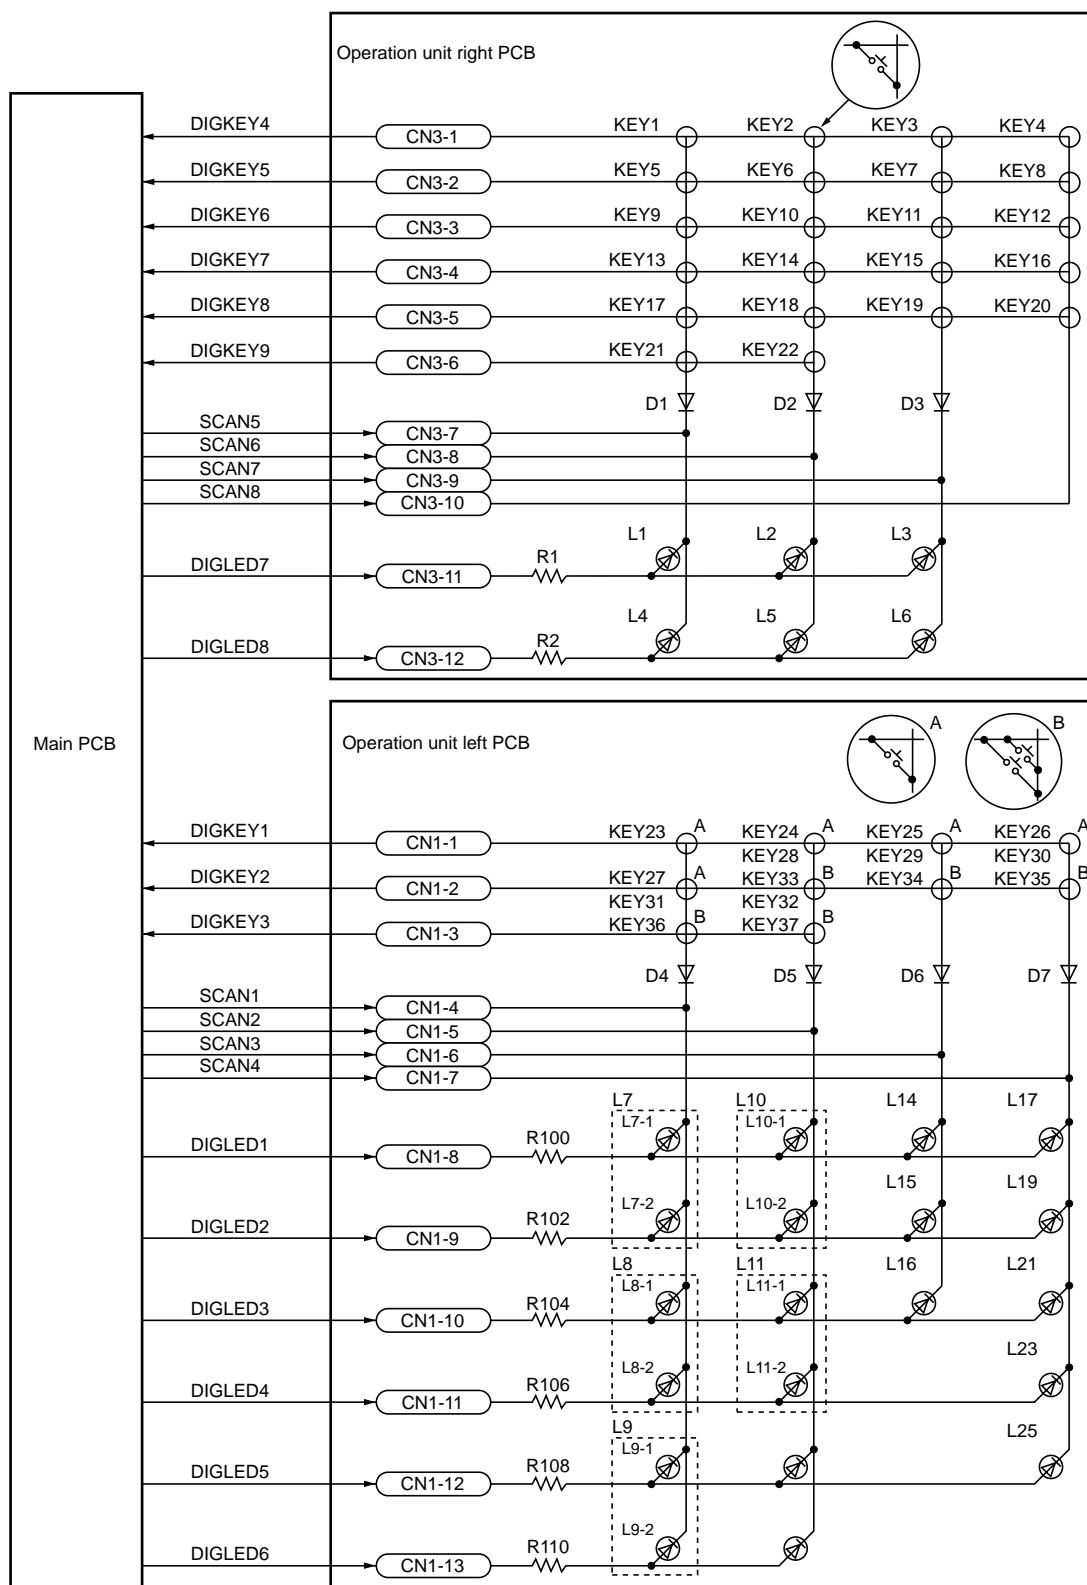 Operation unit right PCB
DIGKEY4 CN3-1 KEY1 KEY2 KEY3 KEY4
DIGKEY5 CN3-2 KEY5 KEY6 KEY7 KEY8
DIGKEY6 CN3-3 KEY9 KEY10 KEY11 KEY12
DIGKEY7 CN3-4 KEY13 KEY14 KEY15 KEY16
DIGKEY8 CN3-5 KEY17 KEY18 KEY19 KEY20
DIGKEY9 CN3-6 KEY21 KEY22
D1 D2 D3
SCAN5 CN3-7
SCAN6 CN3-8
SCAN7 CN3-9
SCAN8 CN3-10
L1 L2 L3
DIGLED7 CN3-11 R1
L4 L5 L6
DIGLED8 CN3-12 R2
Main PCB
Operation unit left PCB
A B
DIGKEY1 CN1-1 KEY23 A KEY24 A KEY25 A KEY26 A
KEY28 KEY29 KEY30
DIGKEY2 CN1-2 KEY27 A KEY33 B KEY34 B KEY35 B
KEY31 KEY32
DIGKEY3 CN1-3 KEY36 B KEY37 B
D4 D5 D6 D7
SCAN1 CN1-4
SCAN2 CN1-5
SCAN3 CN1-6
SCAN4 CN1-7
L7 L10 L14 L17
L7-1 L10-1
DIGLED1 CN1-8 R100
L15 L19
L7-2 L10-2
DIGLED2 CN1-9 R102
L8 L11 L16 L21
L8-1 L11-1
DIGLED3 CN1-10 R104
L23
L8-2 L11-2
DIGLED4 CN1-11 R106
L9 L25
L9-1
DIGLED5 CN1-12 R108
L9-2
DIGLED6 CN1-13 R110